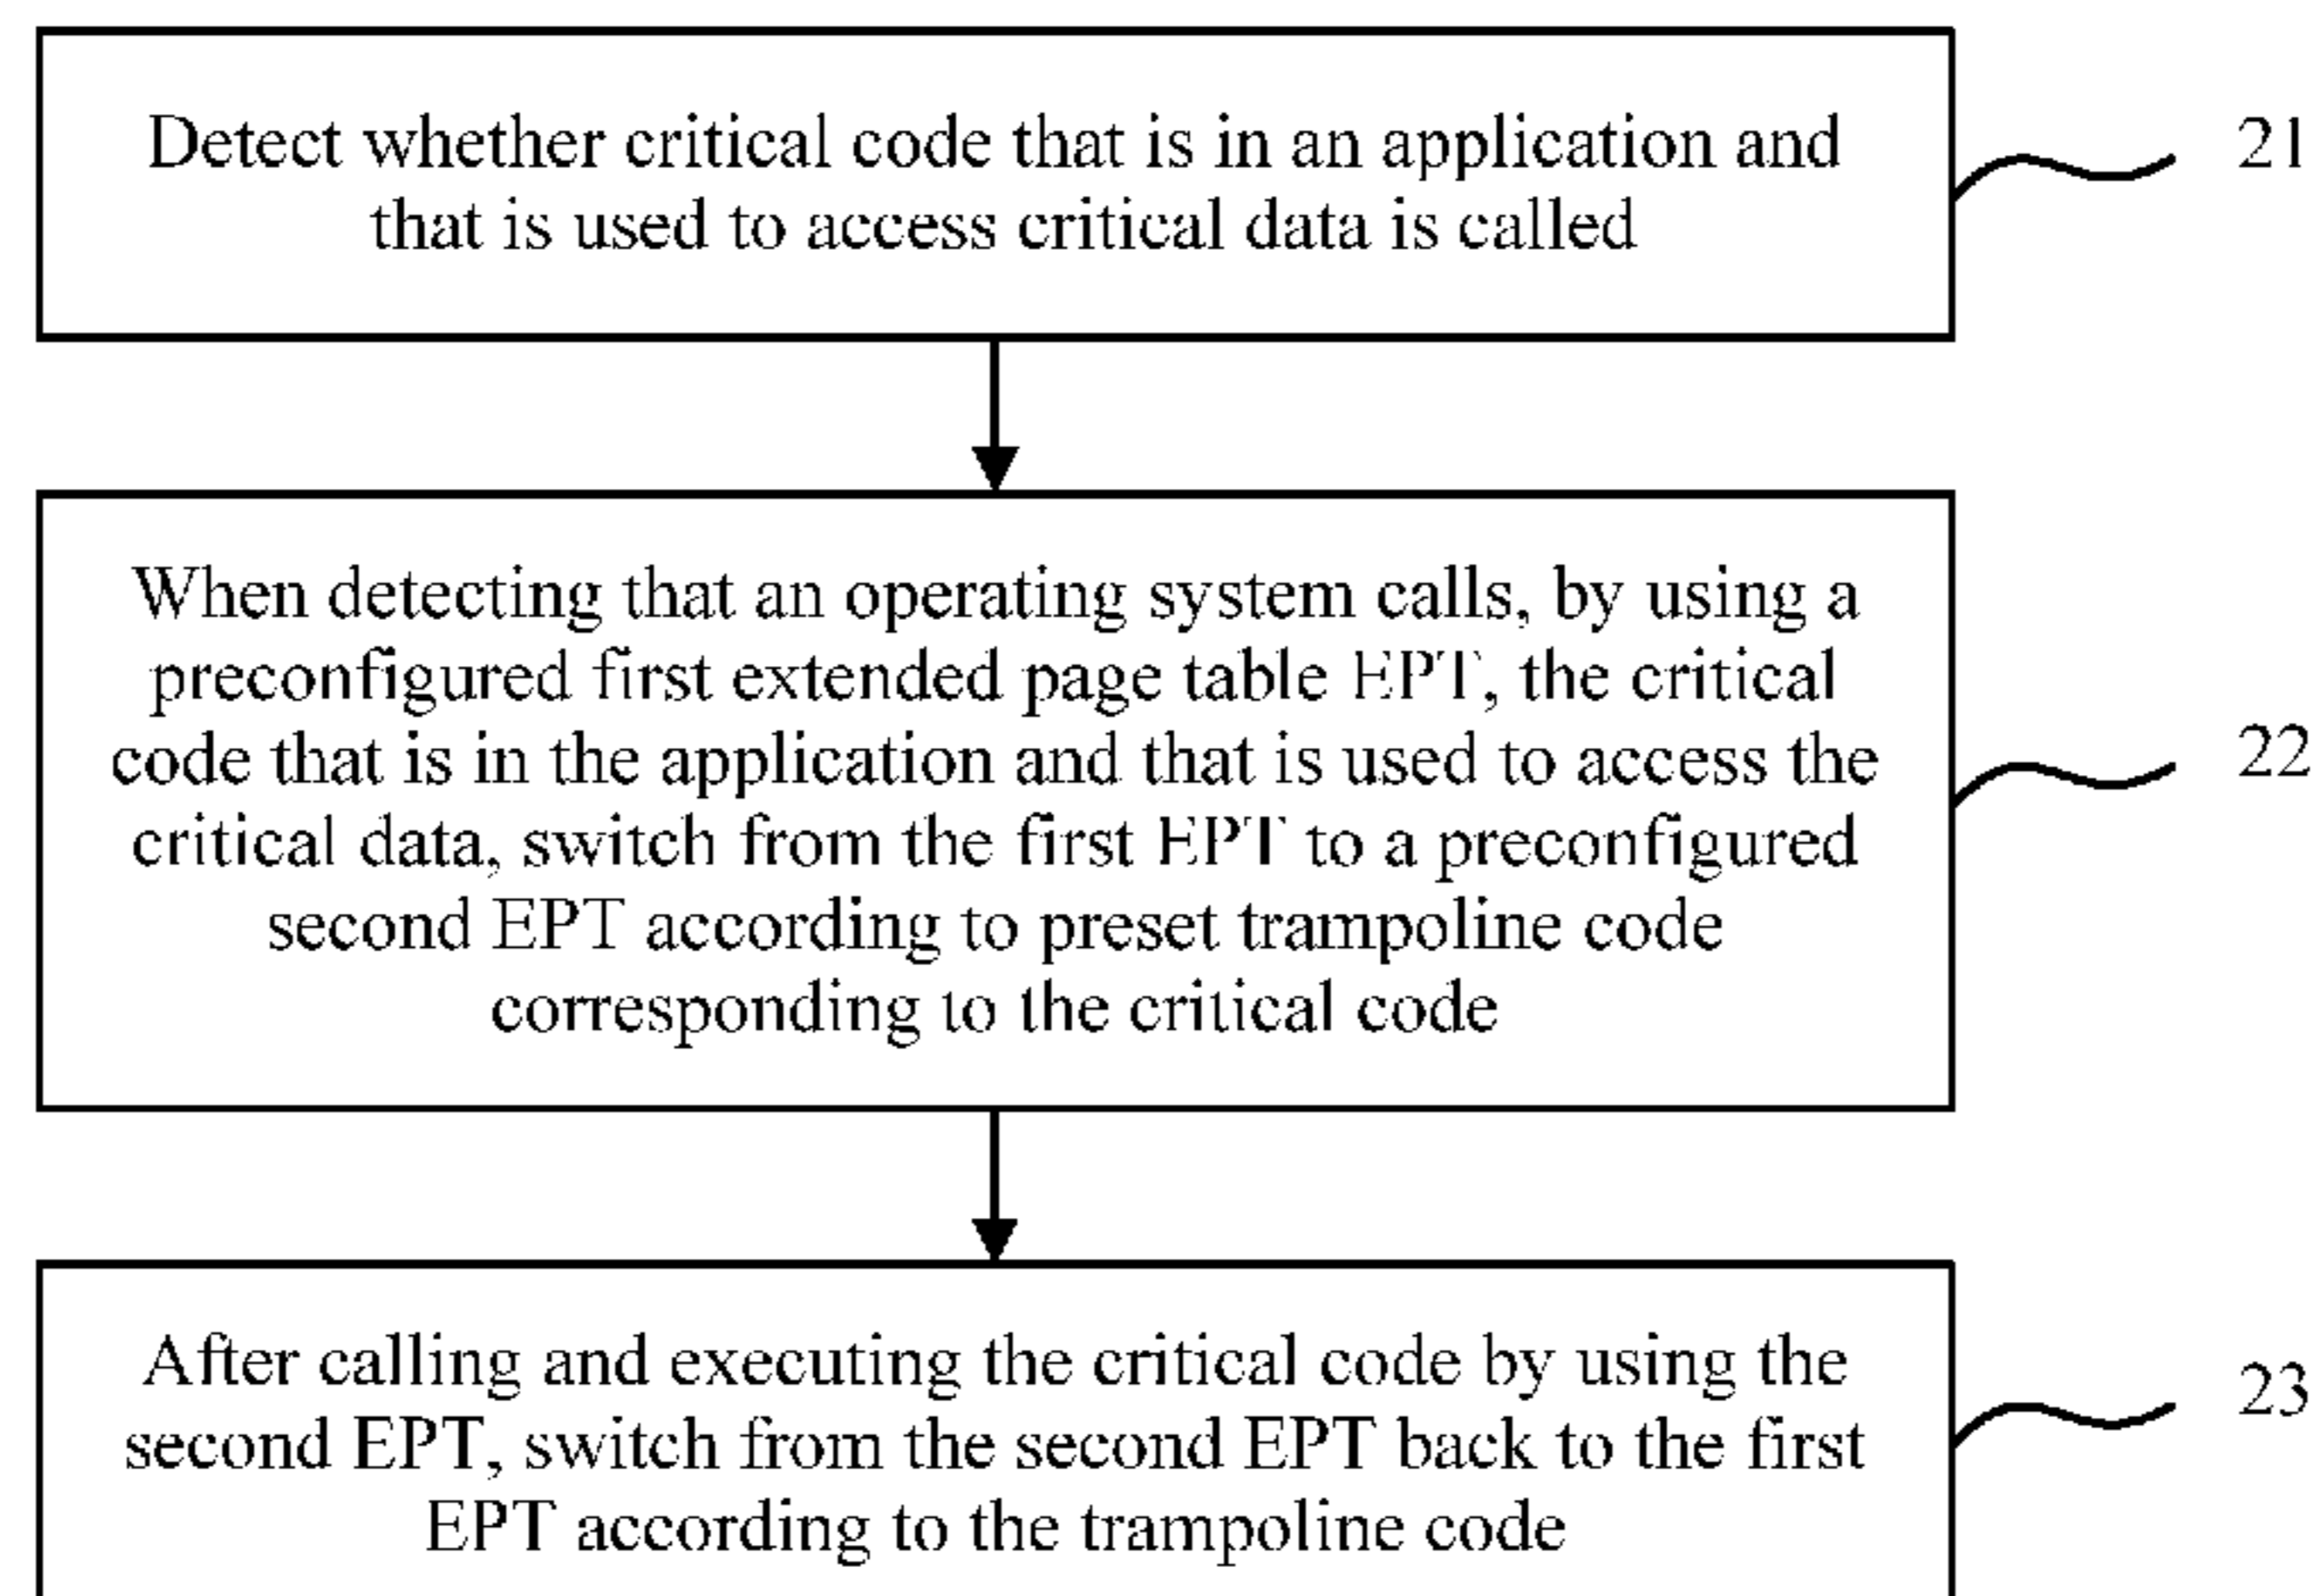 Detect whether critical code that is in an application and
that is used to access critical data is called
21
When detecting that an operating system calls, by using a
preconfigured first extended page table EPT, the critical
code that is in the application and that is used to access the
critical data, switch from the first EPT to a preconfigured
second EPT according to preset trampoline code
corresponding to the critical code
22
After calling and executing the critical code by using the
second EPT, switch from the second EPT back to the first
EPT according to the trampoline code
23